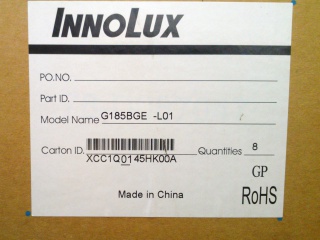 INNOLUX
PO.NO.
Part ID.
Model Name G185BGE -L01
Carton ID. XCC1Q0145HK00A Quantities 8
GP
Made in China RoHS